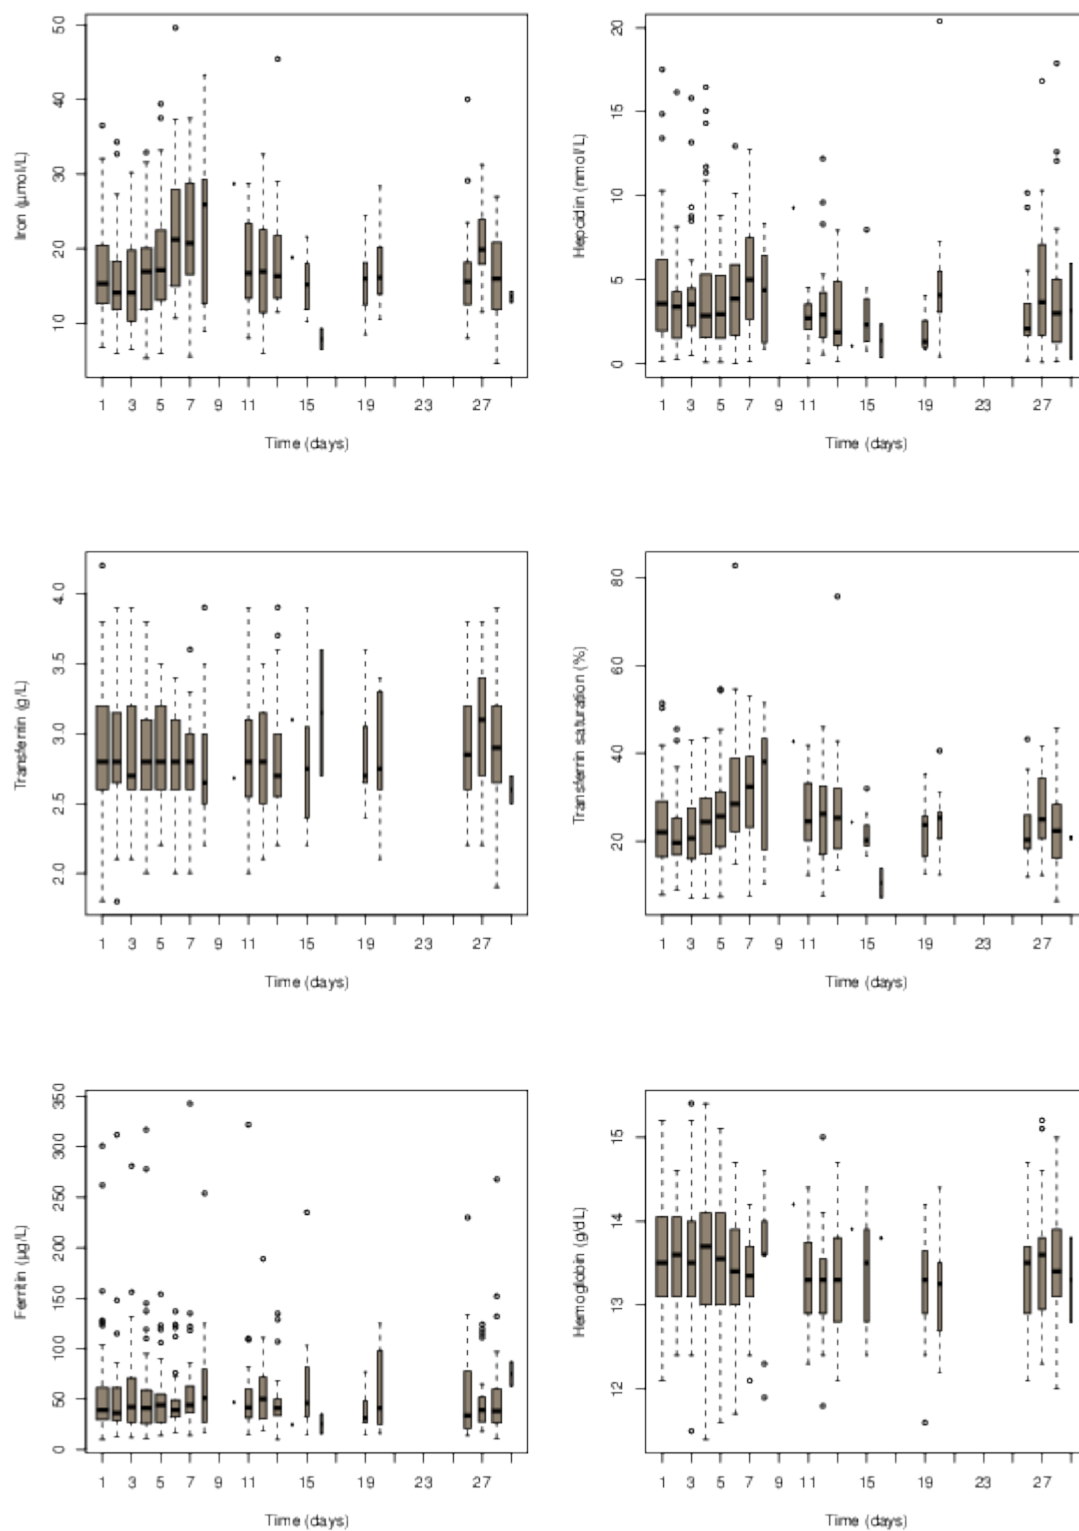 Iron (μmol/L)
50
40
30
20
10
1 3 5 7 9 11 15 19 23 27
Time (days)
Hepcidin (nmol/L)
20
15
10
5
0
1 3 5 7 9 11 15 19 23 27
Time (days)
Transferrin (g/L)
4.0
3.5
3.0
2.5
2.0
1 3 5 7 9 11 15 19 23 27
Time (days)
Transferrin saturation (%)
80
60
40
20
1 3 5 7 9 11 15 19 23 27
Time (days)
Ferritin (μg/L)
350
300
250
200
150
100
50
0
1 3 5 7 9 11 15 19 23 27
Time (days)
Hemoglobin (g/dL)
15
14
13
12
1 3 5 7 9 11 15 19 23 27
Time (days)